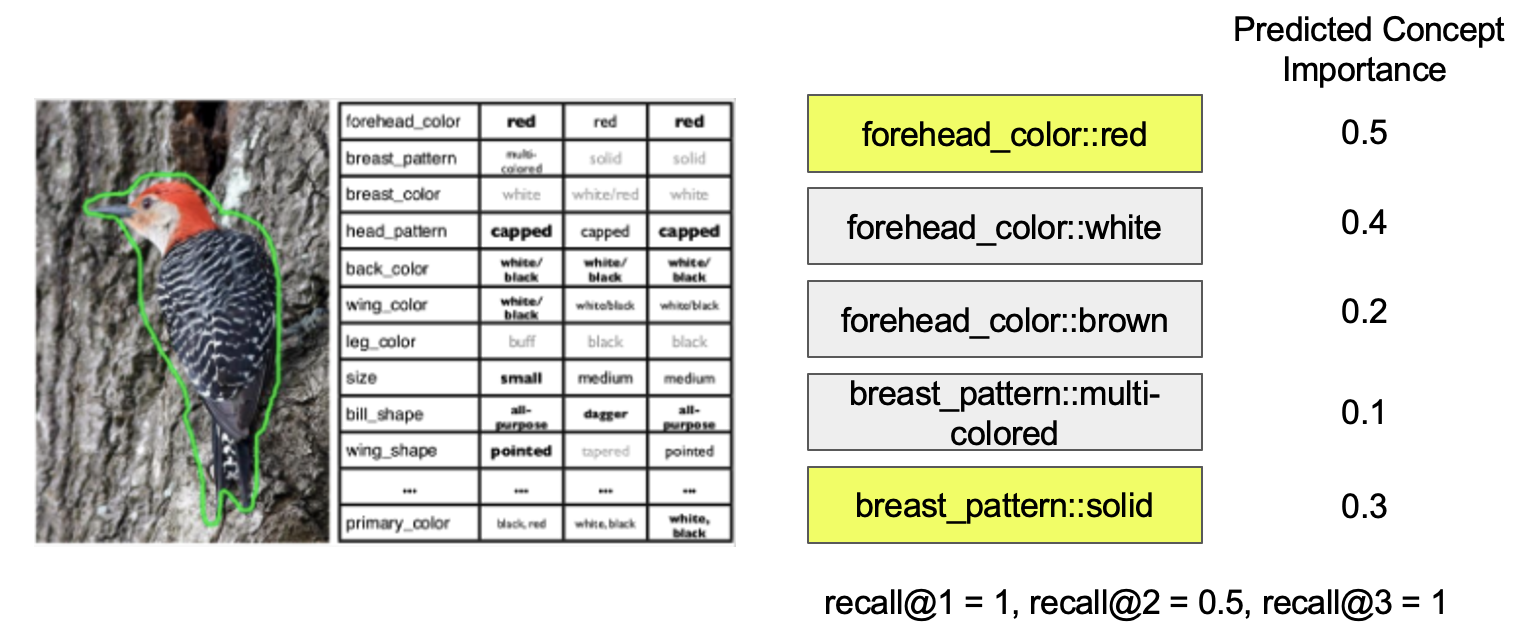 Predicted Concept
Importance
forehead_color red red red
breast_pattern multi-colored solid solid
breast_color white white/red white
head_pattern capped capped capped
back_color white/black white/black white/black
wing_color white/black white/black white/black
leg_color buff black black
size small medium medium
bill_shape all-purpose dagger all-purpose
wing_shape pointed tapered pointed
... ... ... ...
primary_color black, red white, black white, black
forehead_color::red 0.5
forehead_color::white 0.4
forehead_color::brown 0.2
breast_pattern::multi-
colored 0.1
breast_pattern::solid 0.3
recall@1 = 1, recall@2 = 0.5, recall@3 = 1